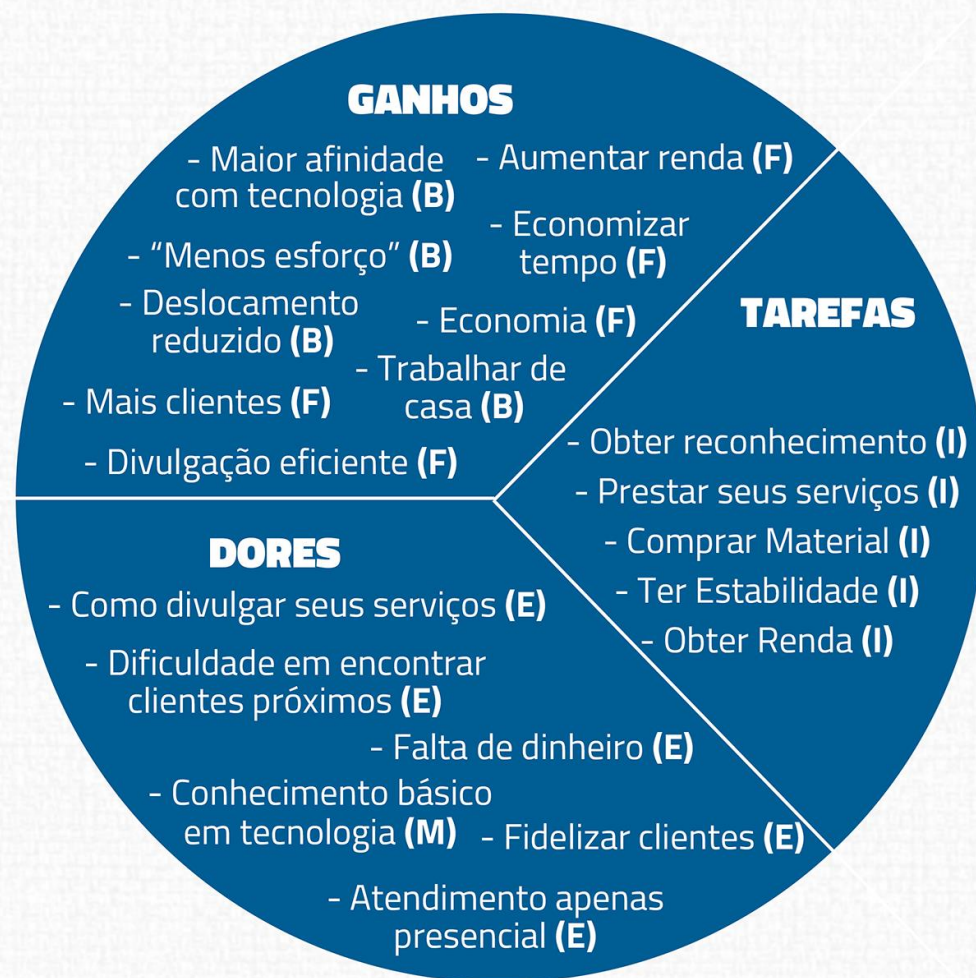 GANHOS
- Maior afinidade
com tecnologia (B)
- “Menos esforço” (B)
- Deslocamento
reduzido (B)
- Mais clientes (F)
- Divulgação eficiente (F)
- Aumentar renda (F)
- Economizar
tempo (F)
- Economia (F)
- Trabalhar de
casa (B)
TAREFAS
- Obter reconhecimento (I)
- Prestar seus serviços (I)
- Comprar Material (I)
- Ter Estabilidade (I)
- Obter Renda (I)
DORES
- Como divulgar seus serviços (E)
- Dificuldade em encontrar
clientes próximos (E)
- Falta de dinheiro (E)
- Conhecimento básico
em tecnologia (M)
- Fidelizar clientes (E)
- Atendimento apenas
presencial (E)